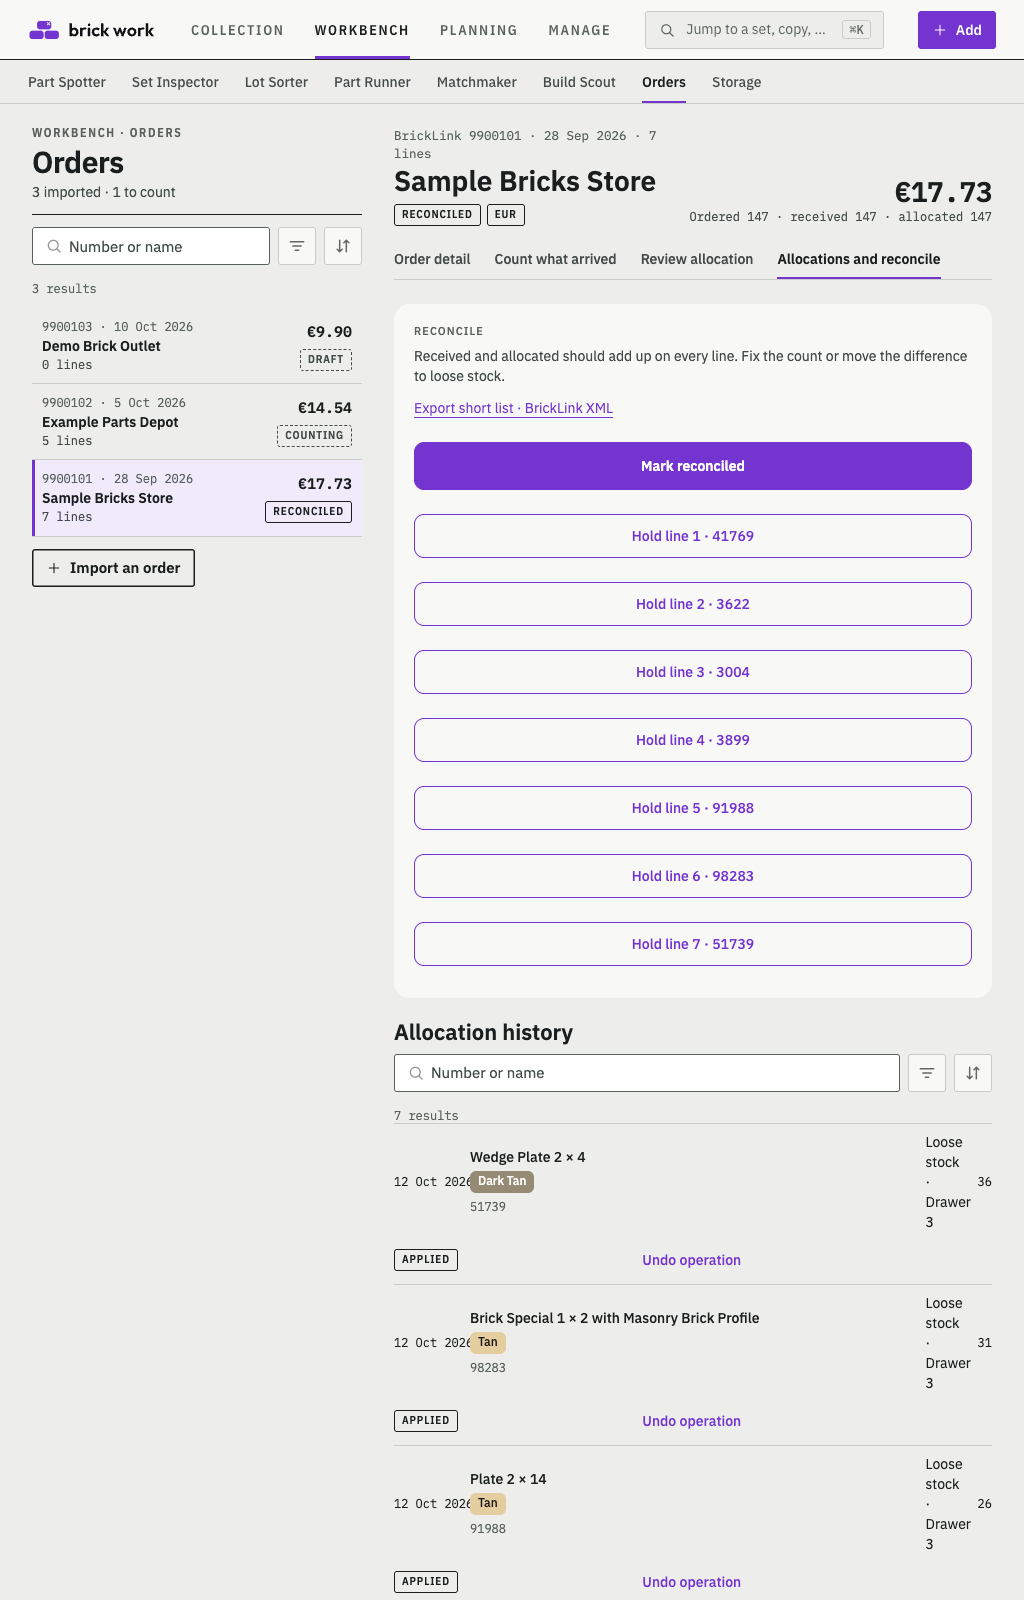 brick work
COLLECTION
WORKBENCH
PLANNING
MANAGE
Jump to a set, copy, ...
⌘K
+ Add
Part Spotter
Set Inspector
Lot Sorter
Part Runner
Matchmaker
Build Scout
Orders
Storage
WORKBENCH · ORDERS
Orders
3 imported · 1 to count
Number or name
3 results
9900103 · 10 Oct 2026
€9.90
Demo Brick Outlet
0 lines
DRAFT
9900102 · 5 Oct 2026
€14.54
Example Parts Depot
5 lines
COUNTING
9900101 · 28 Sep 2026
€17.73
Sample Bricks Store
7 lines
RECONCILED
+ Import an order
BrickLink 9900101 · 28 Sep 2026 · 7
lines
Sample Bricks Store
RECONCILED
EUR
€17.73
Ordered 147 · received 147 · allocated 147
Order detail
Count what arrived
Review allocation
Allocations and reconcile
RECONCILE
Received and allocated should add up on every line. Fix the count or move the difference
to loose stock.
Export short list · BrickLink XML
Mark reconciled
Hold line 1 · 41769
Hold line 2 · 3622
Hold line 3 · 3004
Hold line 4 · 3899
Hold line 5 · 91988
Hold line 6 · 98283
Hold line 7 · 51739
Allocation history
Number or name
7 results
12 Oct 2026
Wedge Plate 2 × 4
Dark Tan
51739
Loose
stock
·
Drawer
3
36
APPLIED
Undo operation
12 Oct 2026
Brick Special 1 × 2 with Masonry Brick Profile
Tan
98283
Loose
stock
·
Drawer
3
31
APPLIED
Undo operation
12 Oct 2026
Plate 2 × 14
Tan
91988
Loose
stock
·
Drawer
3
26
APPLIED
Undo operation